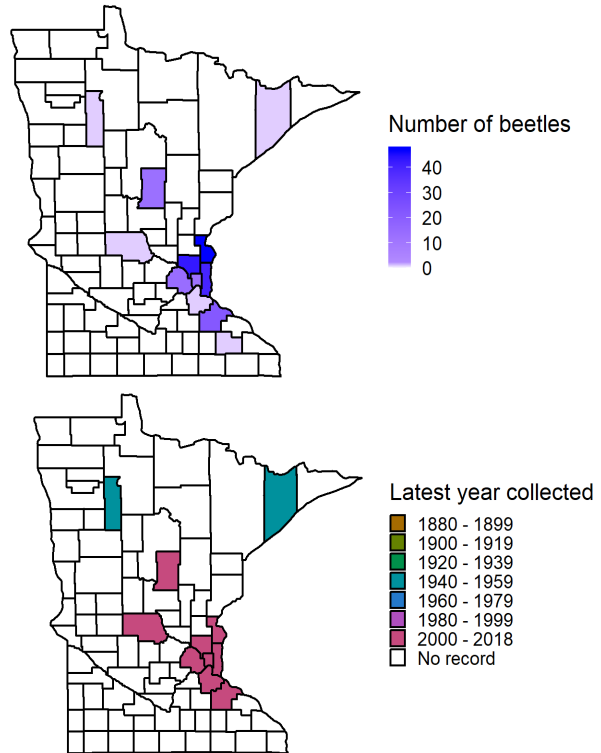 Number of beetles
40
30
20
10
0
Latest year collected
1880 - 1899
1900 - 1919
1920 - 1939
1940 - 1959
1960 - 1979
1980 - 1999
2000 - 2018
No record